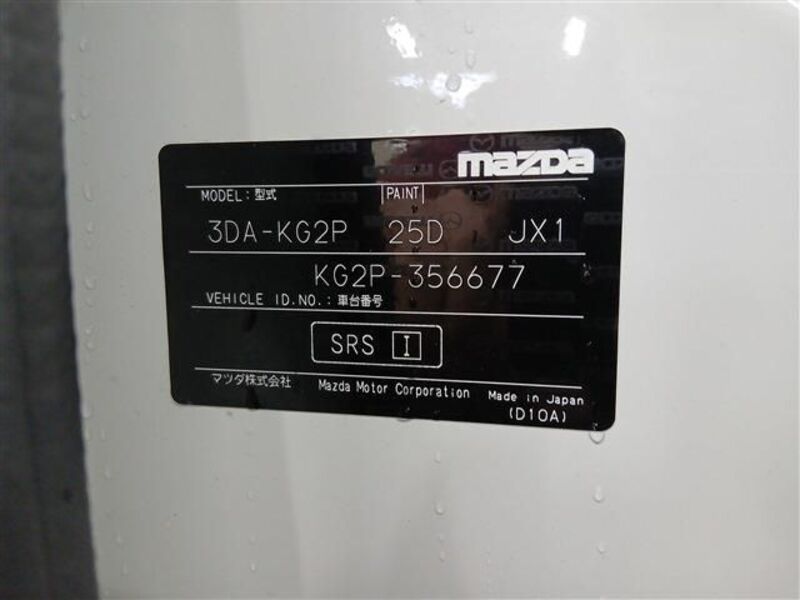 mazda
MODEL : 型式 PAINT
3DA-KG2P 25D JX1
KG2P-356677
VEHICLE ID.NO. : 車台番号
SRS I
マツダ株式会社 Mazda Motor Corporation Made in Japan
(D10A)